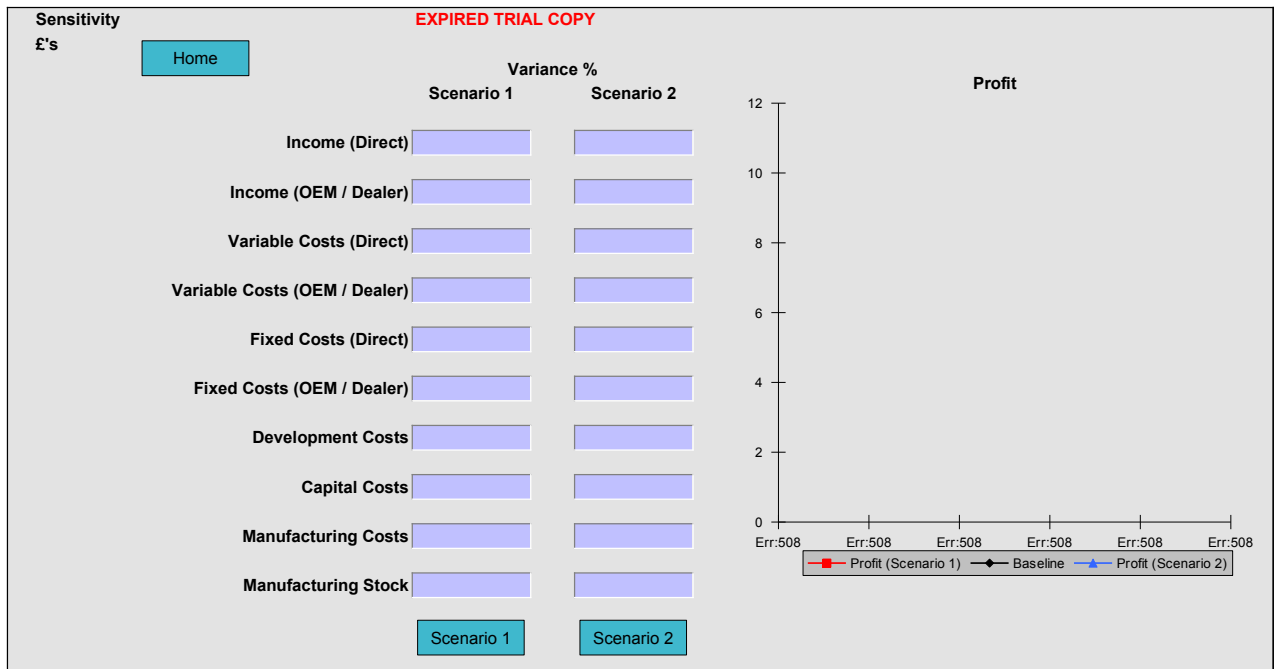 Sensitivity
EXPIRED TRIAL COPY
£'s
Home
Variance %
Scenario 1 Scenario 2
Income (Direct)
Income (OEM / Dealer)
Variable Costs (Direct)
Variable Costs (OEM / Dealer)
Fixed Costs (Direct)
Fixed Costs (OEM / Dealer)
Development Costs
Capital Costs
Manufacturing Costs
Manufacturing Stock
Scenario 1 Scenario 2
Profit
12
10
8
6
4
2
0
Err:508 Err:508 Err:508 Err:508 Err:508 Err:508
Profit (Scenario 1) Baseline Profit (Scenario 2)